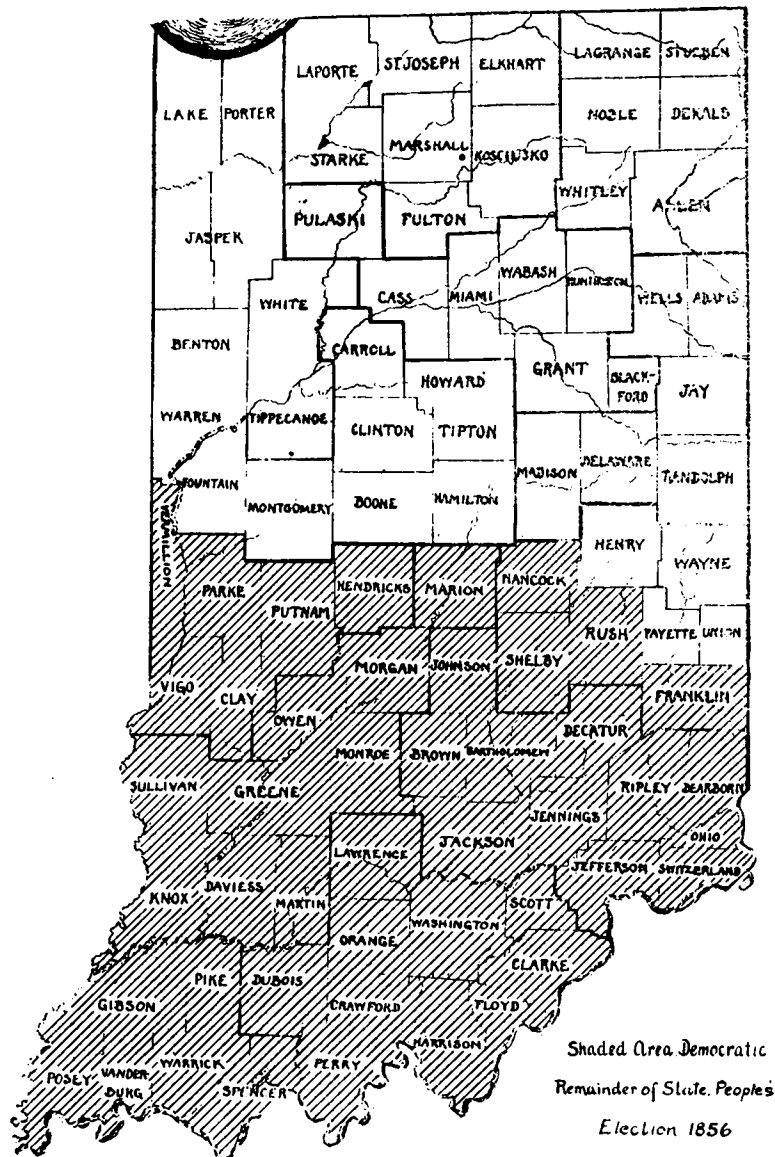 LAPORTE
ST. JOSEPH
ELKHART
LAGRANGE
STUEBEN
LAKE
PORTER
NOBLE
DEKALB
STARKE
MARSHALL
KOSCIUSKO
WHITLEY
ALLEN
PULASKI
FULTON
JASPER
WHITE
CASS
MIAMI
WABASH
HUNTINGTON
WELLS
ADAMS
BENTON
CARROLL
HOWARD
GRANT
BLACK-
FORD
JAY
WARREN
TIPPECANOE
CLINTON
TIPTON
MADISON
DELAWARE
RANDOLPH
FOUNTAIN
VERMILLION
MONTGOMERY
BOONE
HAMILTON
HENRY
WAYNE
PARKE
PUTNAM
HENDRICKS
MARION
HANCOCK
RUSH
FAYETTE
UNION
VIGO
CLAY
OWEN
MORGAN
JOHNSON
SHELBY
FRANKLIN
SULLIVAN
GREENE
MONROE
BROWN
BARTHOLOMEW
DECATUR
RIPLEY
DEARBORN
JENNINGS
OHIO
LAWRENCE
JACKSON
JEFFERSON
SWITZERLAND
KNOX
DAVIESS
MARTIN
ORANGE
WASHINGTON
SCOTT
CLARKE
GIBSON
PIKE
DUBOIS
CRAWFORD
FLOYD
HARRISON
POSEY
VANDER-
BURG
WARRICK
SPENCER
PERRY
Shaded Area Democratic
Remainder of State, Peoples
Election 1856